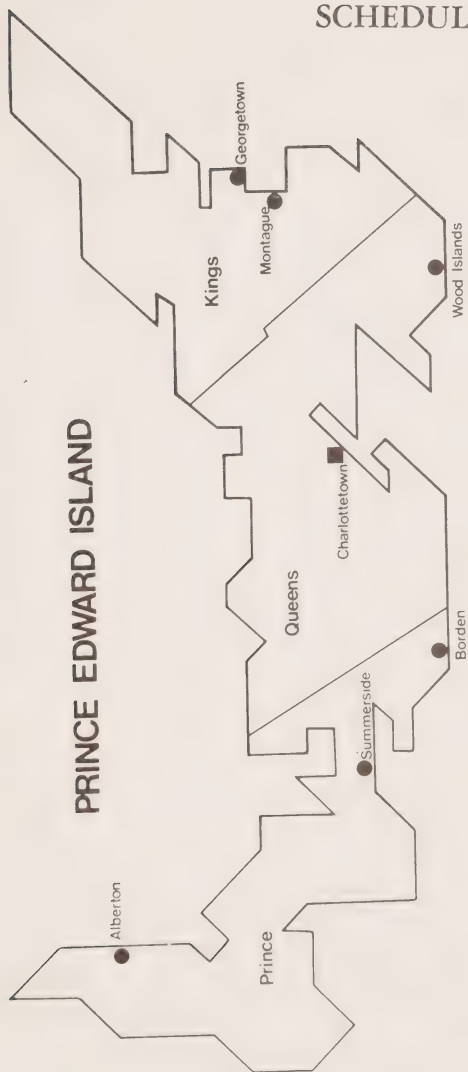 SCHEDUL
PRINCE EDWARD ISLAND
Alberton
Prince
Summerside
Borden
Queens
Charlottetown
Kings
Georgetown
Montague
Wood Islands